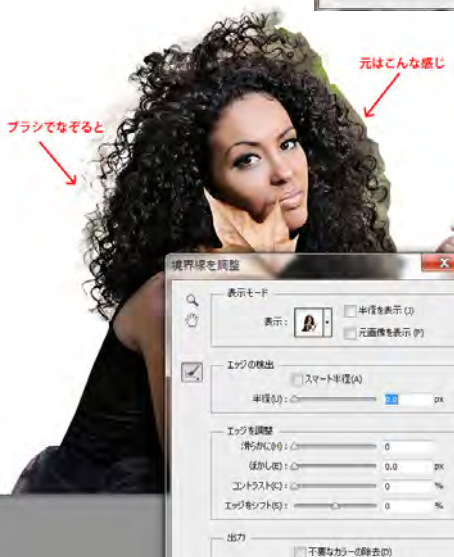 元はこんな感じ
ブラシでなぞると
境界線を調整
表示モード
表示:
半径を表示 (J)
元画像を表示 (P)
エッジの検出
スマート半径(A)
半径(U): 0.0 px
エッジを調整
滑らかに(H): 0
ぼかし(E): 0.0 px
コントラスト(C): 0 %
エッジをシフト(S): 0 %
出力
不要なカラーの除去(D)